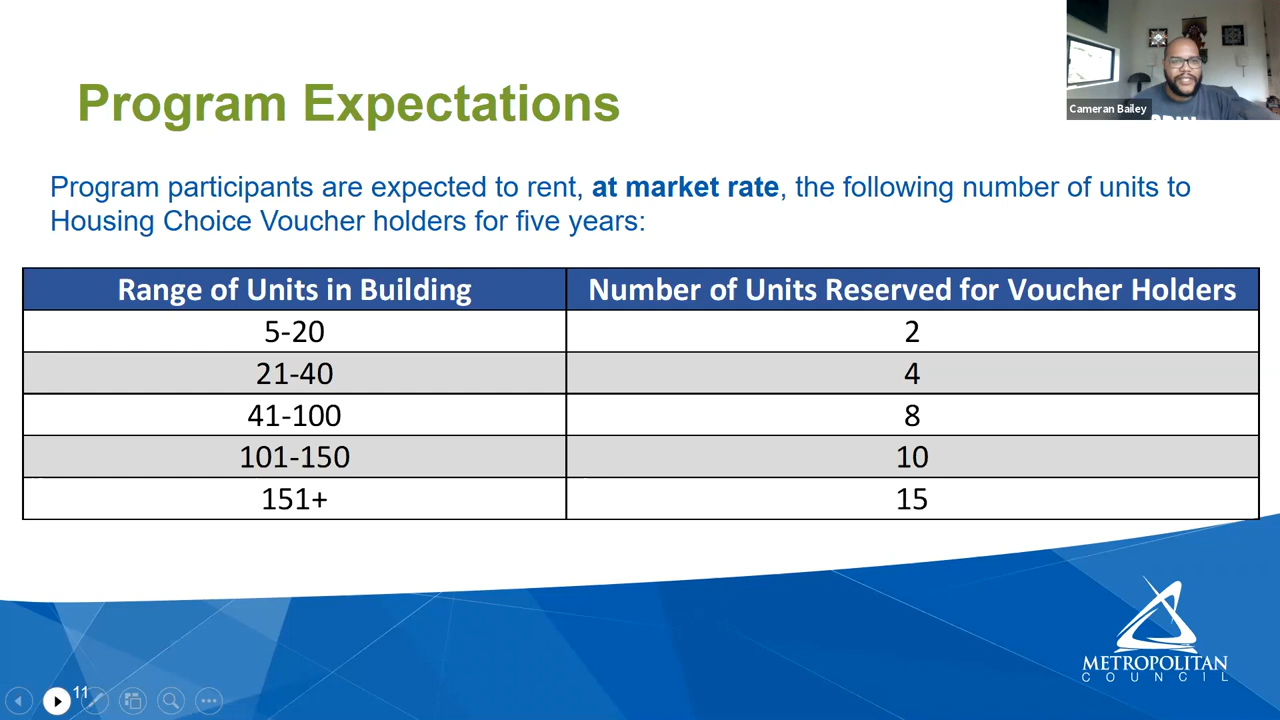 Program Expectations
Cameran Bailey
Program participants are expected to rent, at market rate, the following number of units to
Housing Choice Voucher holders for five years:
Range of Units in Building Number of Units Reserved for Voucher Holders
5-20 2
21-40 4
41-100 8
101-150 10
151+ 15
METROPOLITAN
COUNCIL
11